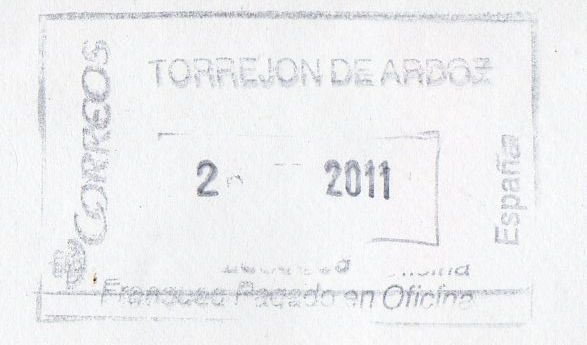 CORREOS
TORREJON DE ARDOZ
2 2011
España
Franqueo Pagado en Oficina